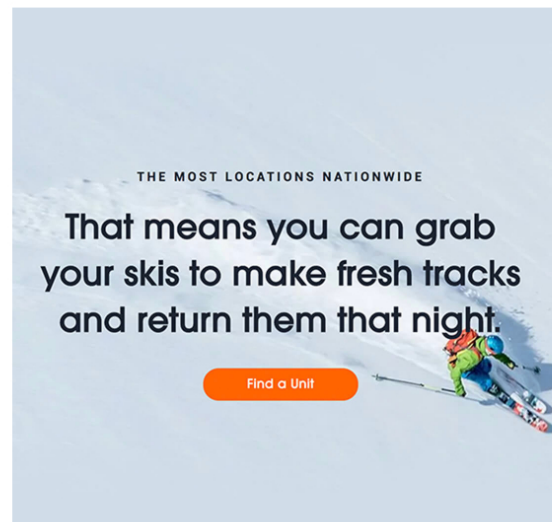 THE MOST LOCATIONS NATIONWIDE
That means you can grab
your skis to make fresh tracks
and return them that night.
Find a Unit